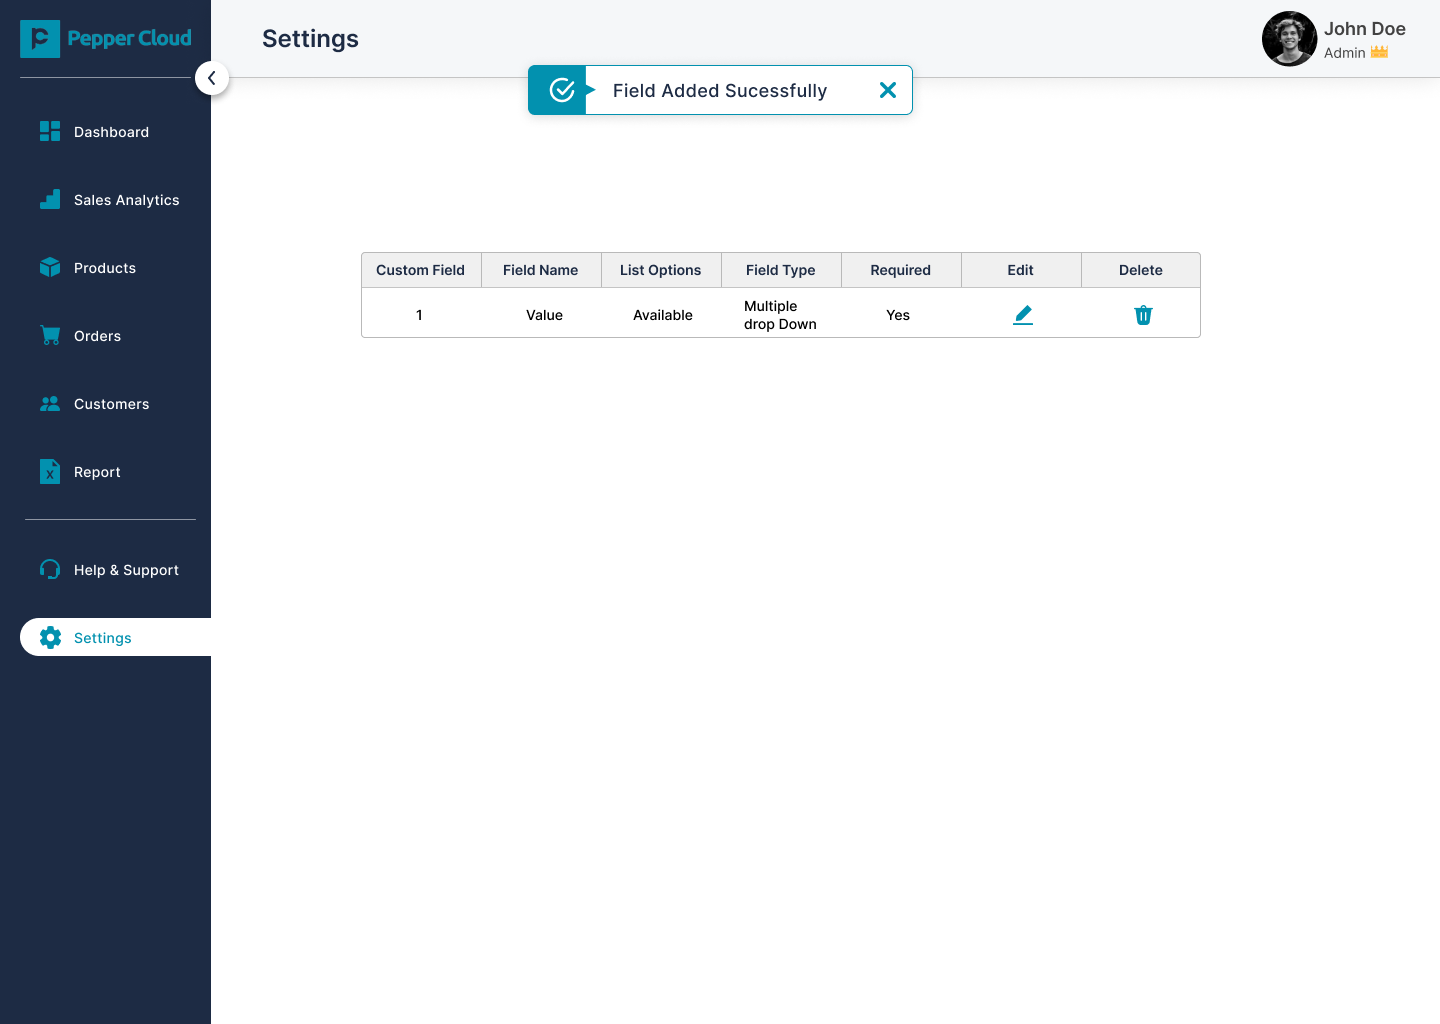 Pepper Cloud
Settings
John Doe
Admin
Field Added Sucessfully
Dashboard
Sales Analytics
Products
Orders
Customers
Report
Help & Support
Settings
Custom Field Field Name List Options Field Type Required Edit Delete
1 Value Available Multiple drop Down Yes